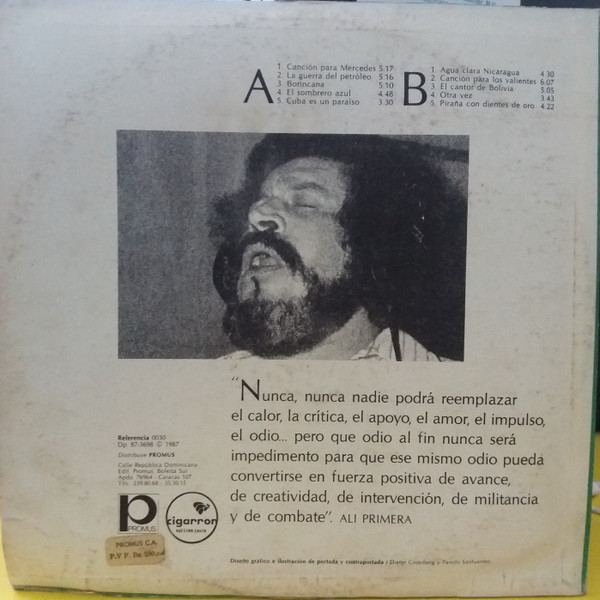 A
1 Canción para Mercedes 5.17
2 La guerra del petróleo 5.16
3 Borincana 5.10
4 El sombrero azul 4.48
5. Cuba es un paraíso 3.30
B
1. Agua clara Nicaragua 4.30
2. Canción para los valientes 6.07
3. El cantor de Bolivia 5.05
4. Otra vez 3.43
5. Piraña con dientes de oro 4.22
“Nunca, nunca nadie podrá reemplazar
el calor, la crítica, el apoyo, el amor, el impulso,
el odio... pero que odio al fin nunca será
impedimento para que ese mismo odio pueda
convertirse en fuerza positiva de avance,
de creatividad, de intervención, de militancia
y de combate”. ALI PRIMERA
Referencia 0030
Dp. 87-3698 © 1987
Distribuye PROMUS
Calle República Dominicana
Edif. Promus. Boleíta Sur
Apdo 76964 Caracas 107
PROMUS
cigarron
PROMUS C.A.
P.V.P. Bs.
Diseño gráfico e ilustración de portada y contraportada /